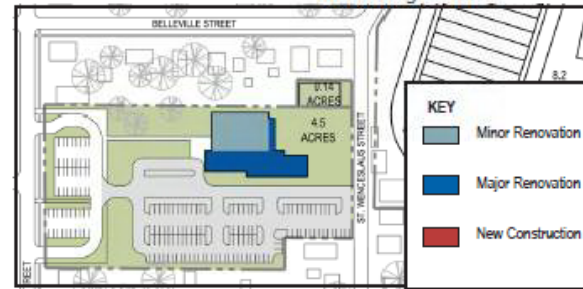 BELLEVILLE STREET
0.14
ACRES
4.5
ACRES
ST. WENCESLAUS STREET
8.2
KEY
Minor Renovation
Major Renovation
New Construction
STREET